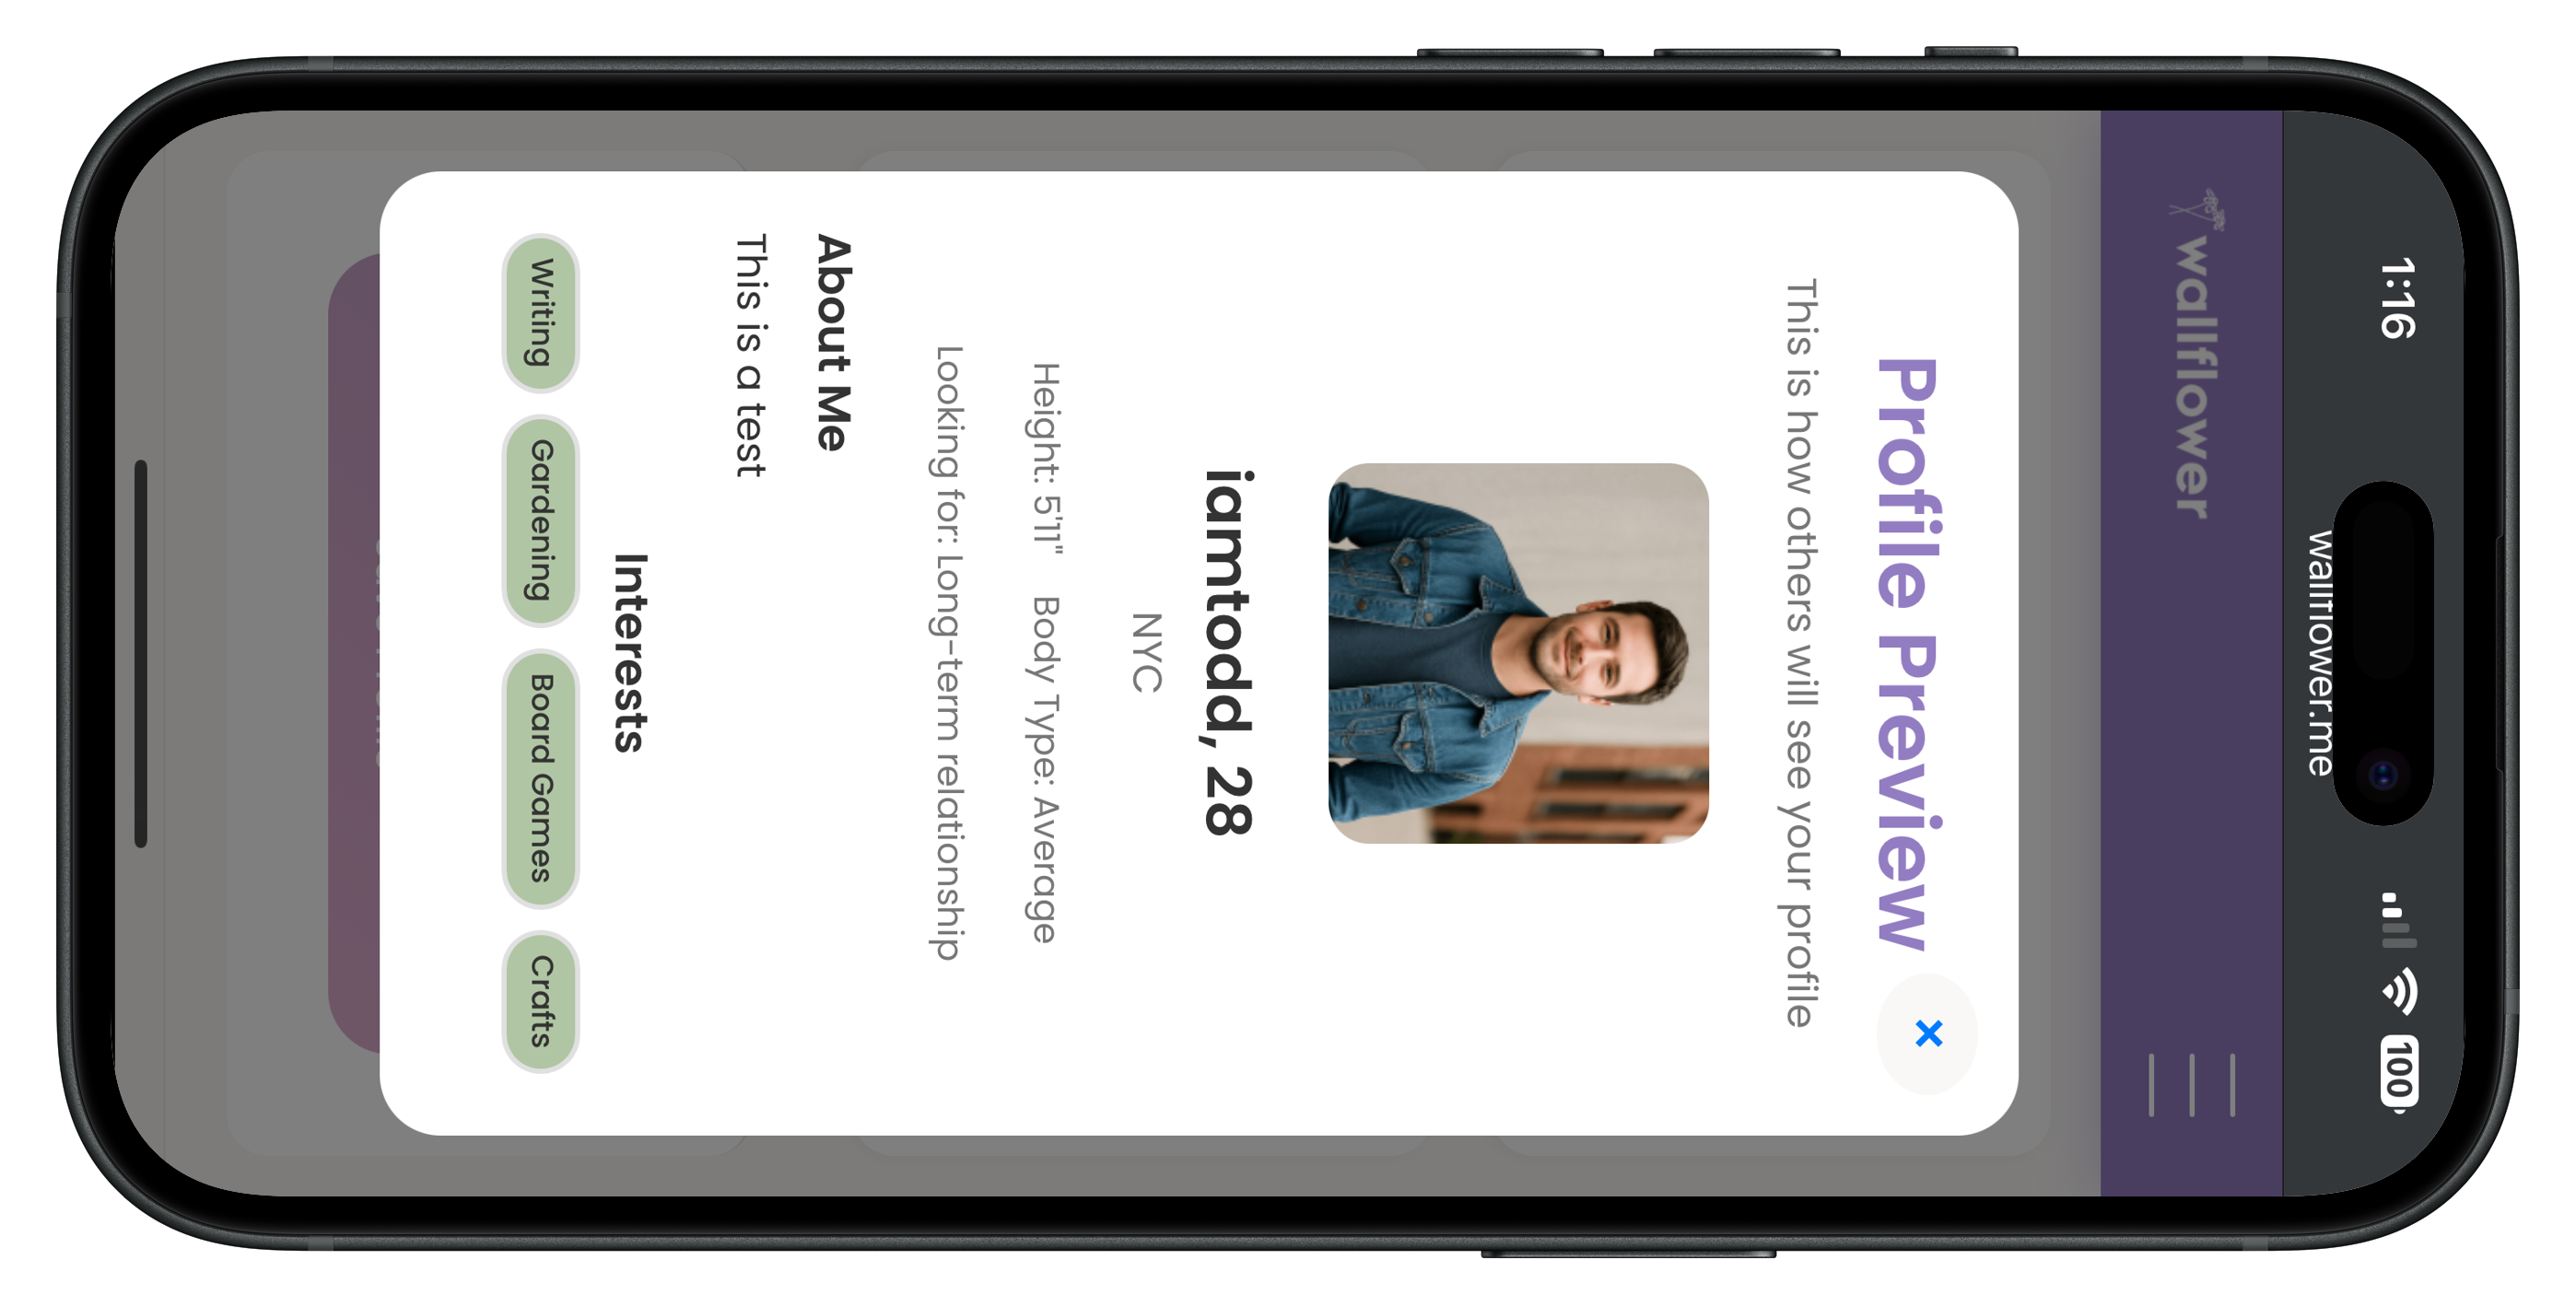 1:16
100
wallflower.me
wallflower
Profile Preview
×
This is how others will see your profile
iamtodd, 28
NYC
Height: 5'11" Body Type: Average
Looking for: Long-term relationship
About Me
This is a test
Interests
Writing Gardening Board Games Crafts